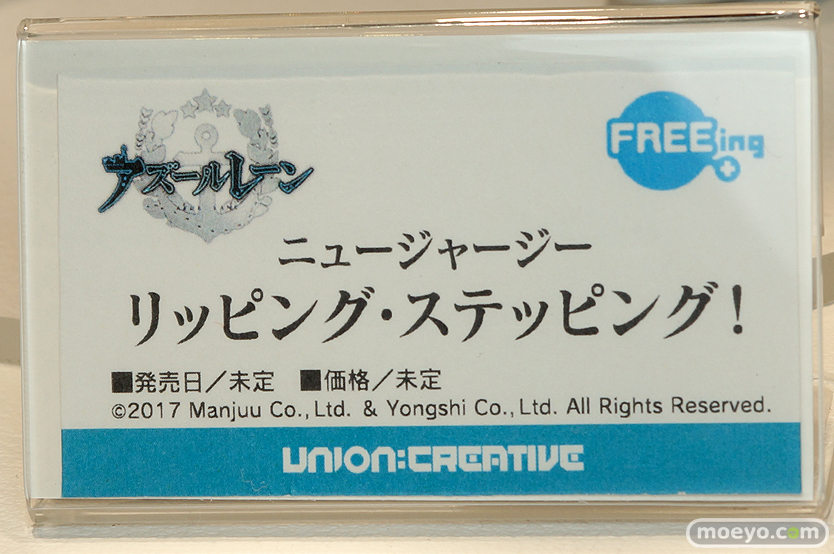 アズールレーン
FREEing
ニュージャージー
リッピング・ステッピング！
■発売日／未定 ■価格／未定
©2017 Manjuu Co.,Ltd. & Yongshi Co.,Ltd. All Rights Reserved.
UNION:CREATIVE
moeyo.com